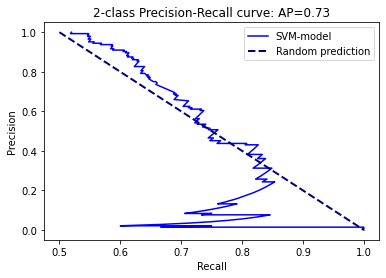 2-class Precision-Recall curve: AP=0.73
SVM-model
Random prediction
Precision
1.0
0.8
0.6
0.4
0.2
0.0
0.5
0.6
0.7
0.8
0.9
1.0
Recall